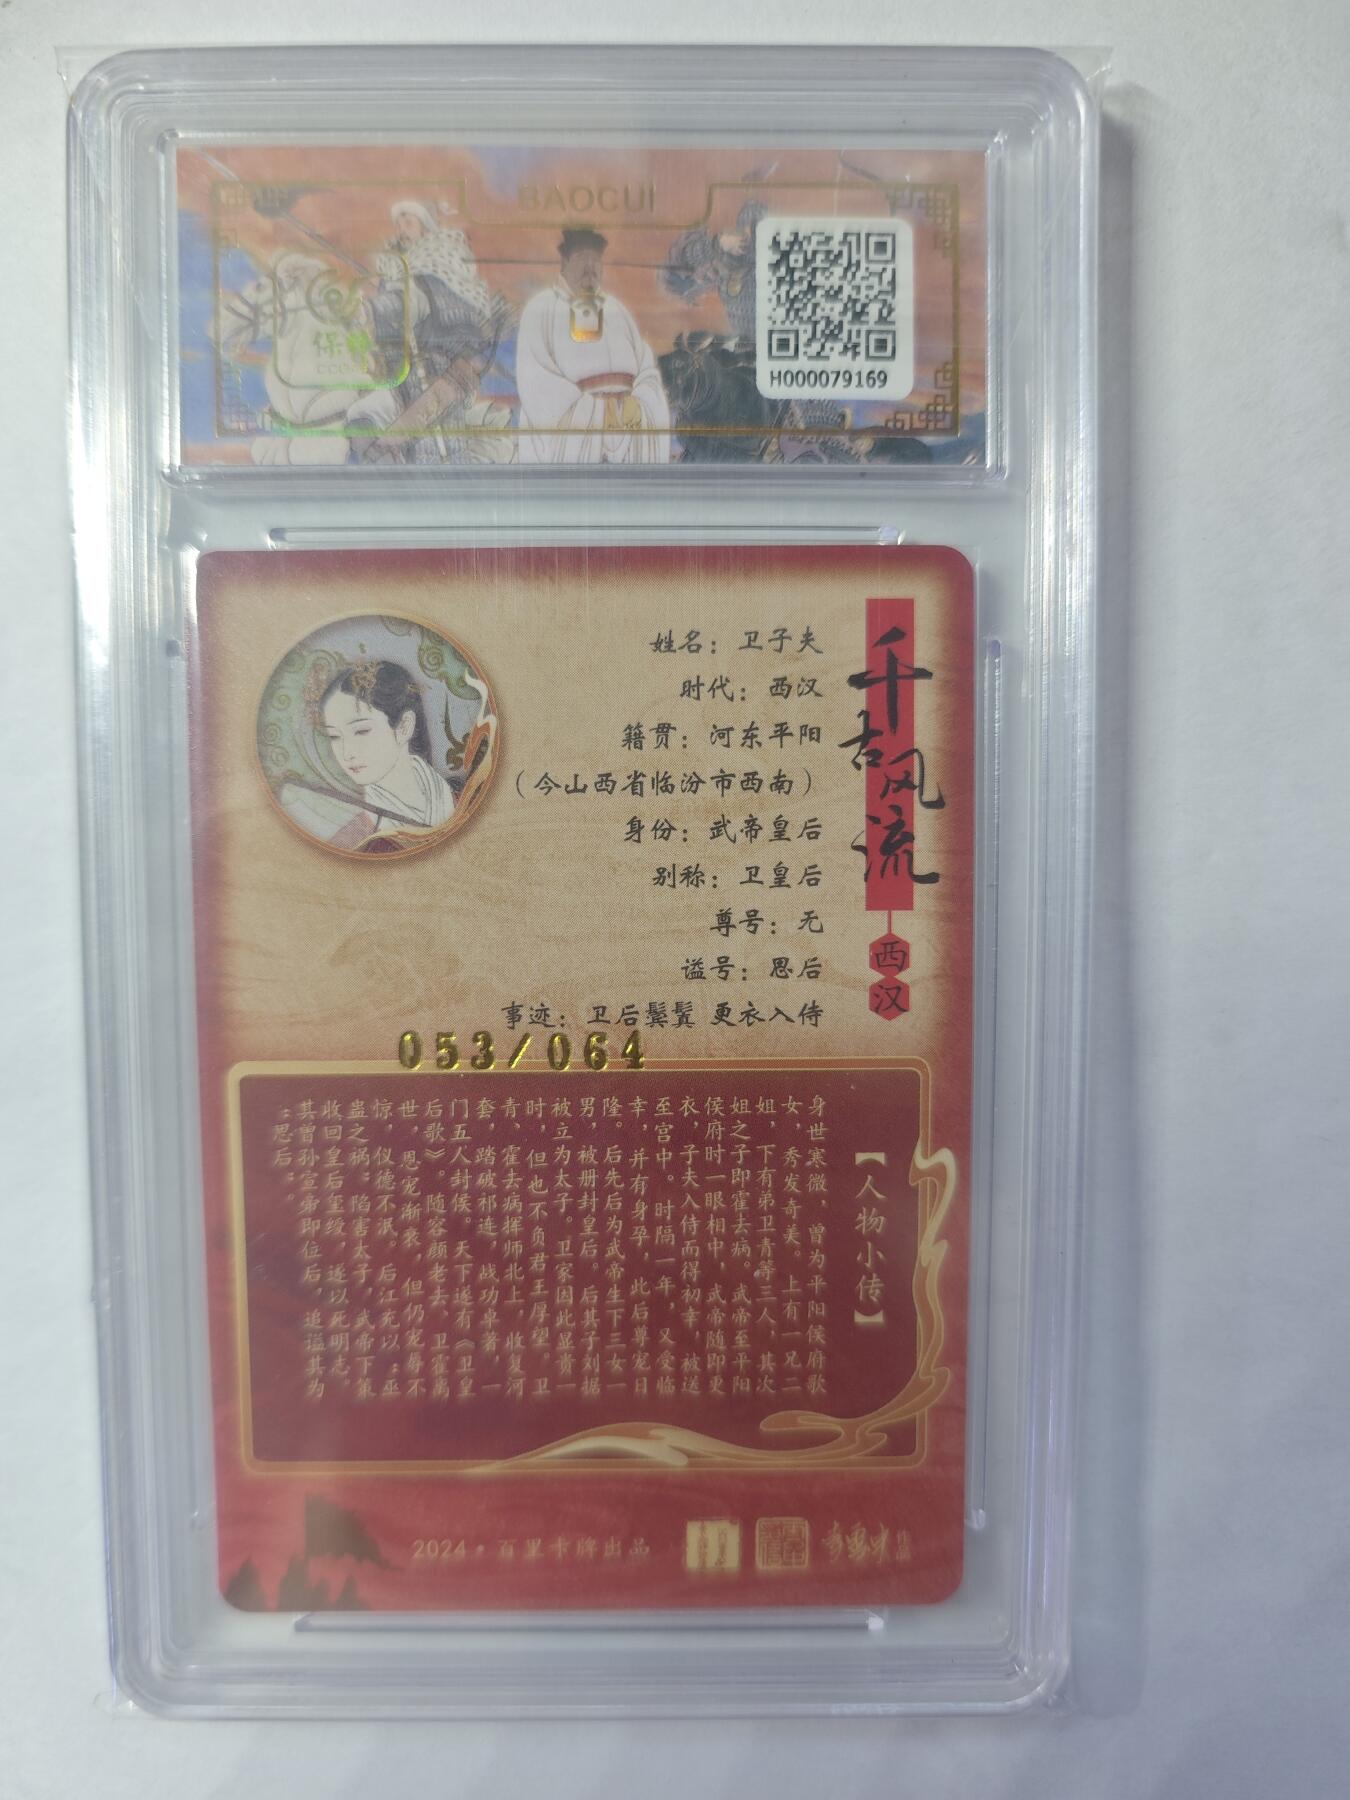 BAOCUI
保粹
H000079169
千古风流
西汉
姓名：卫子夫
时代：西汉
籍贯：河东平阳
（今山西省临汾市西南）
身份：武帝皇后
别称：卫皇后
尊号：无
谥号：思后
事迹：卫后鬓鬒 更衣入侍
053/064
【人物小传】
身世寒微，曾为平阳侯府歌
女，秀发奇美。上有一兄二
姐，下有弟卫青等三人，其次
姐之子即霍去病。武帝至平阳
侯府时一眼相中，武帝随即更
衣，子夫入侍而得初幸，被送
至宫中。时隔一年，又受临
幸，并有身孕，此后尊宠日
隆。后先后为武帝生下三女一
男，被册封皇后。后其子刘据
被立为太子。卫家因此显贵一
时，但也不负君王厚望。卫
青、霍去病挥师北上，收复河
套，踏破祁连，战功卓著，一
门五人封侯。天下遂有《卫皇
后歌》。随容颜老去，卫霍离
世，恩宠渐衰，但仍宠辱不
惊，仪德不泯。后江充以“巫
蛊之祸”陷害太子，武帝下策
收回皇后玺绶，遂以死明志。
其曾孙宣帝即位后，追谥其为
“思后”。
2024·百里卡牌出品
作品